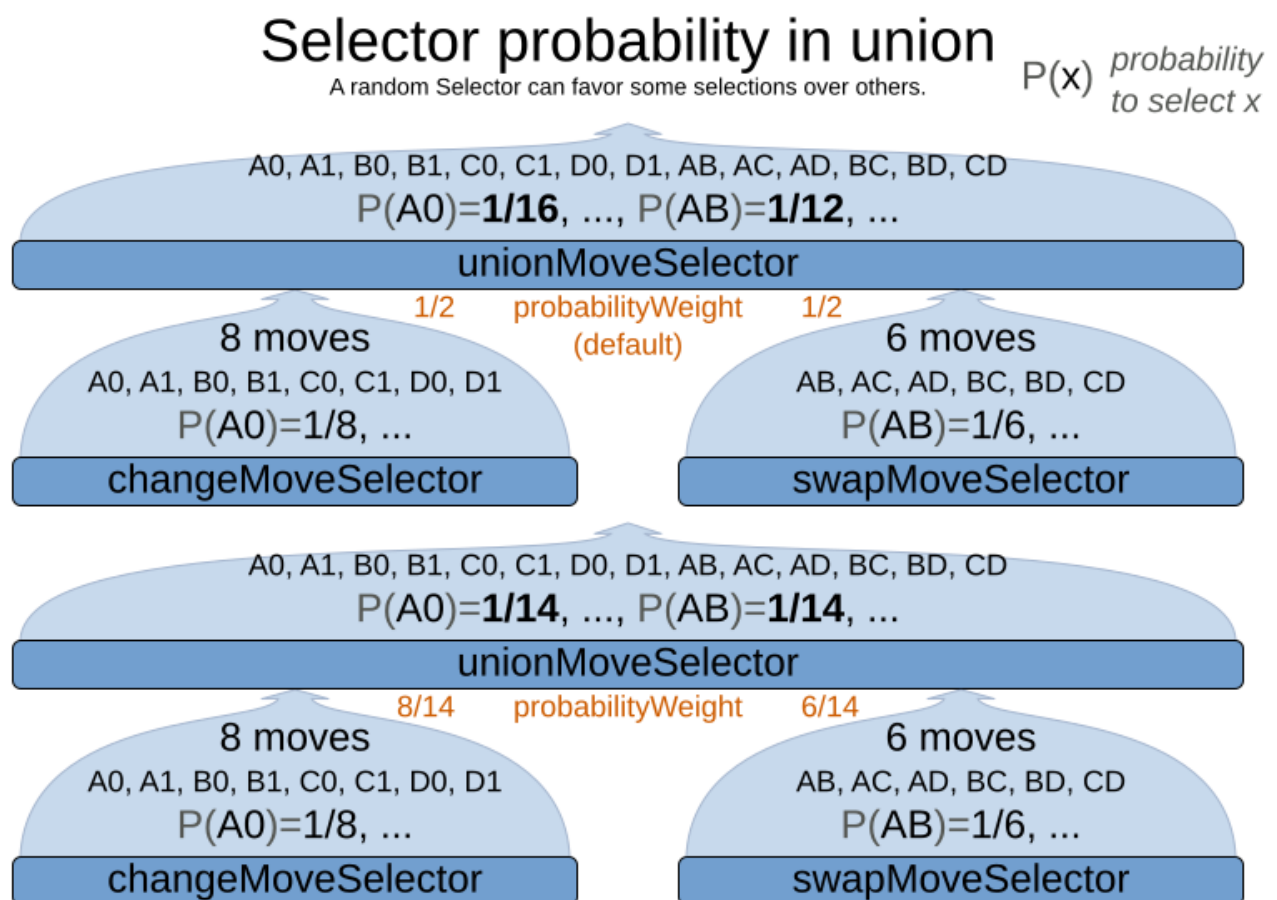 Selector probability in union
A random Selector can favor some selections over others.
P(x) probability
to select x
A0, A1, B0, B1, C0, C1, D0, D1, AB, AC, AD, BC, BD, CD
P(A0)=1/16, ..., P(AB)=1/12, ...
unionMoveSelector
1/2 probabilityWeight 1/2
(default)
8 moves
A0, A1, B0, B1, C0, C1, D0, D1
P(A0)=1/8, ...
changeMoveSelector
6 moves
AB, AC, AD, BC, BD, CD
P(AB)=1/6, ...
swapMoveSelector
A0, A1, B0, B1, C0, C1, D0, D1, AB, AC, AD, BC, BD, CD
P(A0)=1/14, ..., P(AB)=1/14, ...
unionMoveSelector
8/14 probabilityWeight 6/14
8 moves
A0, A1, B0, B1, C0, C1, D0, D1
P(A0)=1/8, ...
changeMoveSelector
6 moves
AB, AC, AD, BC, BD, CD
P(AB)=1/6, ...
swapMoveSelector